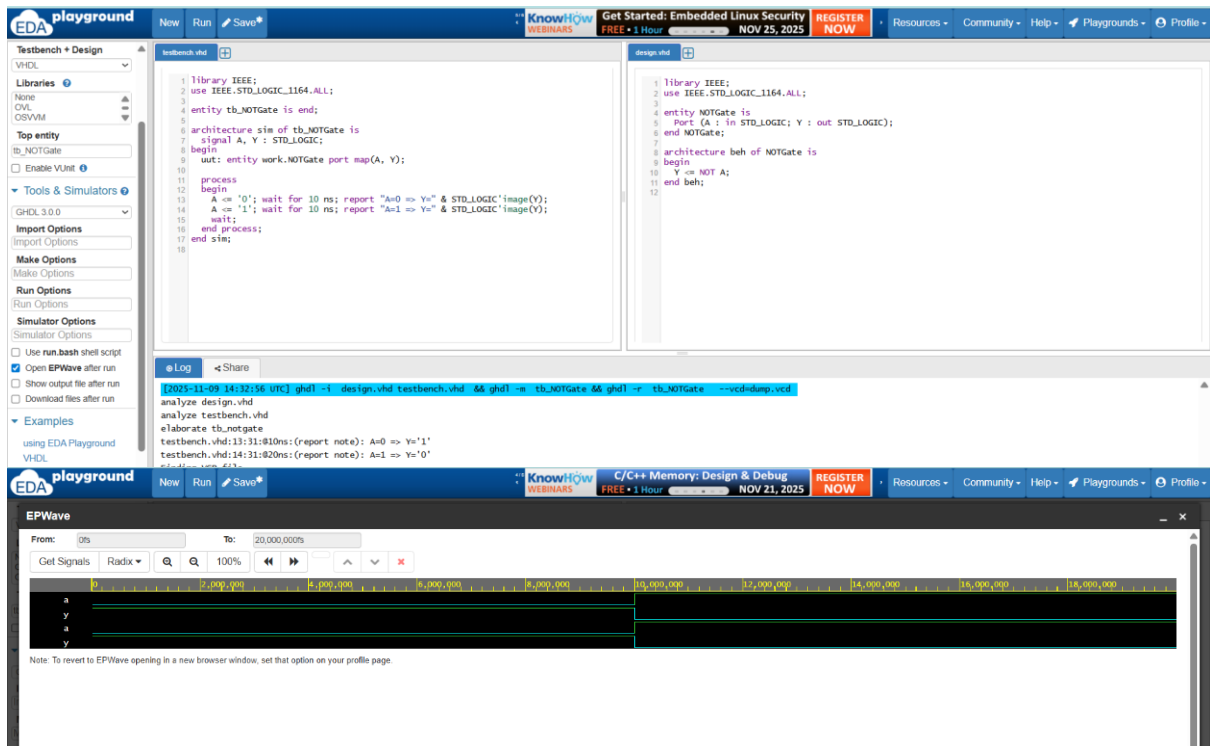 EDA playground New Run Save* KnowHow WEBINARS Get Started: Embedded Linux Security FREE • 1 Hour NOV 25, 2025 REGISTER NOW Resources Community Help Playgrounds Profile
Testbench + Design
VHDL
Libraries
None
OVL
OSVVM
Top entity
tb_NOTGate
Enable VUnit
Tools & Simulators
GHDL 3.0.0
Import Options
Import Options
Make Options
Make Options
Run Options
Run Options
Simulator Options
Simulator Options
Use run.bash shell script
Open EPWave after run
Show output file after run
Download files after run
Examples
using EDA Playground
VHDL
testbench.vhd
1 library IEEE;
2 use IEEE.STD_LOGIC_1164.ALL;
3
4 entity tb_NOTGate is end;
5
6 architecture sim of tb_NOTGate is
7 signal A, Y : STD_LOGIC;
8 begin
9 uut: entity work.NOTGate port map(A, Y);
10
11 process
12 begin
13 A <= '0'; wait for 10 ns; report "A=0 => Y=" & STD_LOGIC'image(Y);
14 A <= '1'; wait for 10 ns; report "A=1 => Y=" & STD_LOGIC'image(Y);
15 wait;
16 end process;
17 end sim;
18
design.vhd
1 library IEEE;
2 use IEEE.STD_LOGIC_1164.ALL;
3
4 entity NOTGate is
5 Port (A : in STD_LOGIC; Y : out STD_LOGIC);
6 end NOTGate;
7
8 architecture beh of NOTGate is
9 begin
10 Y <= NOT A;
11 end beh;
12
Log Share
[2025-11-09 14:32:56 UTC] ghdl -i design.vhd testbench.vhd && ghdl -m tb_NOTGate && ghdl -r tb_NOTGate --vcd=dump.vcd
analyze design.vhd
analyze testbench.vhd
elaborate tb_notgate
testbench.vhd:13:31:@10ns:(report note): A=0 => Y='1'
testbench.vhd:14:31:@20ns:(report note): A=1 => Y='0'
EDA playground New Run Save* KnowHow WEBINARS C/C++ Memory: Design & Debug FREE • 1 Hour NOV 21, 2025 REGISTER NOW Resources Community Help Playgrounds Profile
EPWave
From: 0fs To: 20,000,000fs
Get Signals Radix 100%
0 2,000,000 4,000,000 6,000,000 8,000,000 10,000,000 12,000,000 14,000,000 16,000,000 18,000,000
a
y
a
y
Note: To revert to EPWave opening in a new browser window, set that option on your profile page.